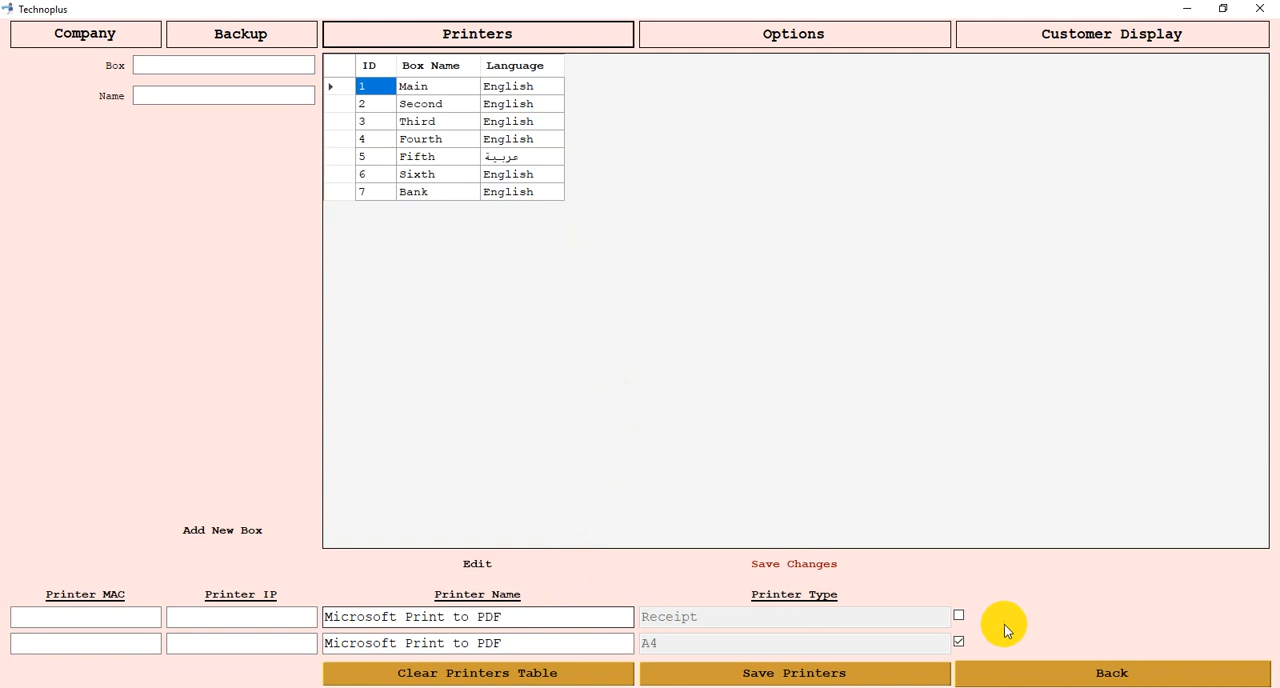 Technoplus
Company Backup Printers Options Customer Display
Box
Name
ID Box Name Language
1 Main English
2 Second English
3 Third English
4 Fourth English
5 Fifth عربية
6 Sixth English
7 Bank English
Add New Box
Edit Save Changes
Printer MAC Printer IP Printer Name Printer Type
Microsoft Print to PDF Receipt
Microsoft Print to PDF A4
Clear Printers Table Save Printers Back